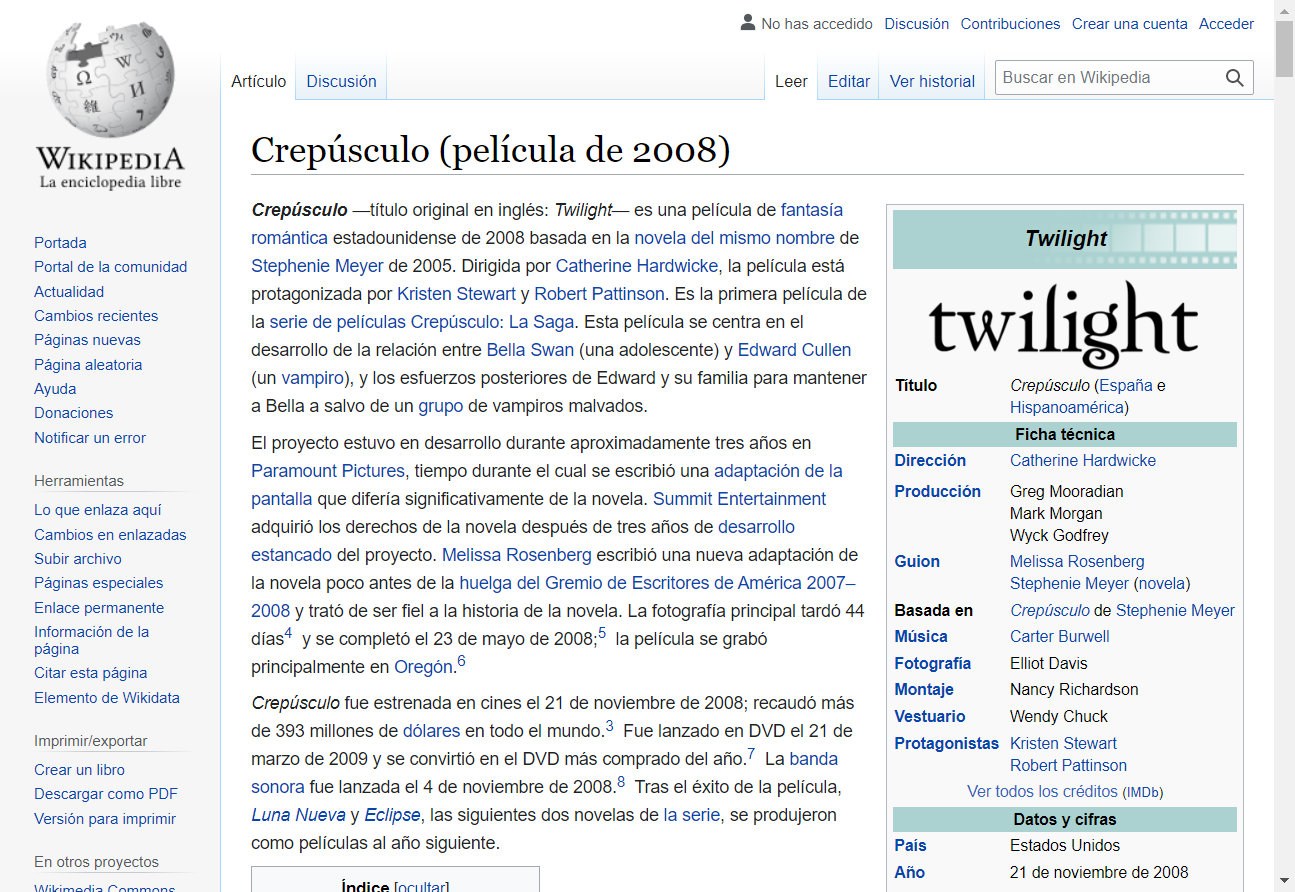 No has accedido Discusión Contribuciones Crear una cuenta Acceder
Artículo Discusión Leer Editar Ver historial Buscar en Wikipedia
WIKIPEDIA
La enciclopedia libre
Portada
Portal de la comunidad
Actualidad
Cambios recientes
Páginas nuevas
Página aleatoria
Ayuda
Donaciones
Notificar un error
Herramientas
Lo que enlaza aquí
Cambios en enlazadas
Subir archivo
Páginas especiales
Enlace permanente
Información de la
página
Citar esta página
Elemento de Wikidata
Imprimir/exportar
Crear un libro
Descargar como PDF
Versión para imprimir
En otros proyectos
Wikimedia Commons
Crepúsculo (película de 2008)
Crepúsculo —título original en inglés: Twilight— es una película de fantasía
romántica estadounidense de 2008 basada en la novela del mismo nombre de
Stephenie Meyer de 2005. Dirigida por Catherine Hardwicke, la película está
protagonizada por Kristen Stewart y Robert Pattinson. Es la primera película de
la serie de películas Crepúsculo: La Saga. Esta película se centra en el
desarrollo de la relación entre Bella Swan (una adolescente) y Edward Cullen
(un vampiro), y los esfuerzos posteriores de Edward y su familia para mantener
a Bella a salvo de un grupo de vampiros malvados.
El proyecto estuvo en desarrollo durante aproximadamente tres años en
Paramount Pictures, tiempo durante el cual se escribió una adaptación de la
pantalla que difería significativamente de la novela. Summit Entertainment
adquirió los derechos de la novela después de tres años de desarrollo
estancado del proyecto. Melissa Rosenberg escribió una nueva adaptación de
la novela poco antes de la huelga del Gremio de Escritores de América 2007–
2008 y trató de ser fiel a la historia de la novela. La fotografía principal tardó 44
días4 y se completó el 23 de mayo de 2008;5 la película se grabó
principalmente en Oregón.6
Crepúsculo fue estrenada en cines el 21 de noviembre de 2008; recaudó más
de 393 millones de dólares en todo el mundo.3 Fue lanzado en DVD el 21 de
marzo de 2009 y se convirtió en el DVD más comprado del año.7 La banda
sonora fue lanzada el 4 de noviembre de 2008.8 Tras el éxito de la película,
Luna Nueva y Eclipse, las siguientes dos novelas de la serie, se produjeron
como películas al año siguiente.
Índice [ocultar]
Twilight
twilight
Título Crepúsculo (España e
Hispanoamérica)
Ficha técnica
Dirección Catherine Hardwicke
Producción Greg Mooradian
Mark Morgan
Wyck Godfrey
Guion Melissa Rosenberg
Stephenie Meyer (novela)
Basada en Crepúsculo de Stephenie Meyer
Música Carter Burwell
Fotografía Elliot Davis
Montaje Nancy Richardson
Vestuario Wendy Chuck
Protagonistas Kristen Stewart
Robert Pattinson
Ver todos los créditos (IMDb)
Datos y cifras
País Estados Unidos
Año 21 de noviembre de 2008